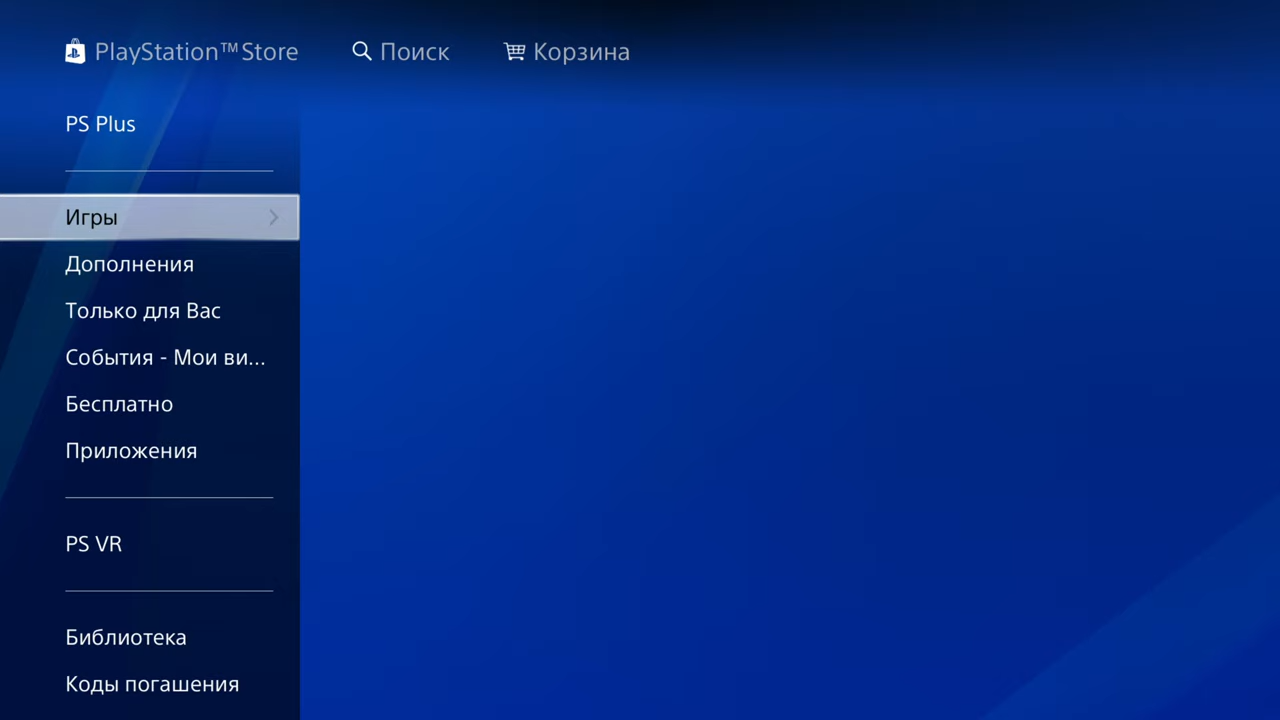 PlayStation™Store Поиск Корзина
PS Plus
Игры
Дополнения
Только для Вас
События - Мои ви...
Бесплатно
Приложения
PS VR
Библиотека
Коды погашения